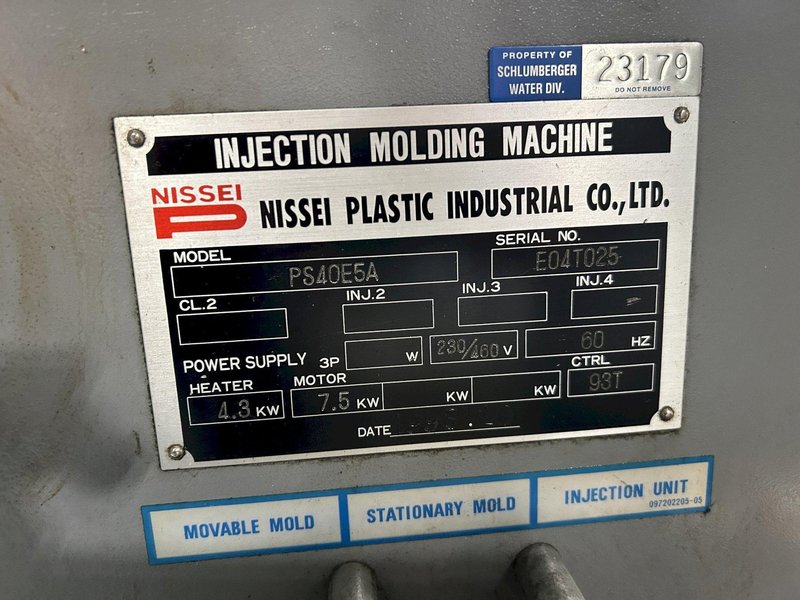 PROPERTY OF
SCHLUMBERGER
WATER DIV.
23179
DO NOT REMOVE
INJECTION MOLDING MACHINE
NISSEI
NISSEI PLASTIC INDUSTRIAL CO., LTD.
MODEL
PS40E5A
SERIAL NO.
E04T025
CL.2
INJ.2
INJ.3
INJ.4
POWER SUPPLY 3P W 230/460 V 60 HZ
HEATER
4.3 KW
MOTOR
7.5 KW KW KW
CTRL
93T
DATE
MOVABLE MOLD
STATIONARY MOLD
INJECTION UNIT
097202205-05